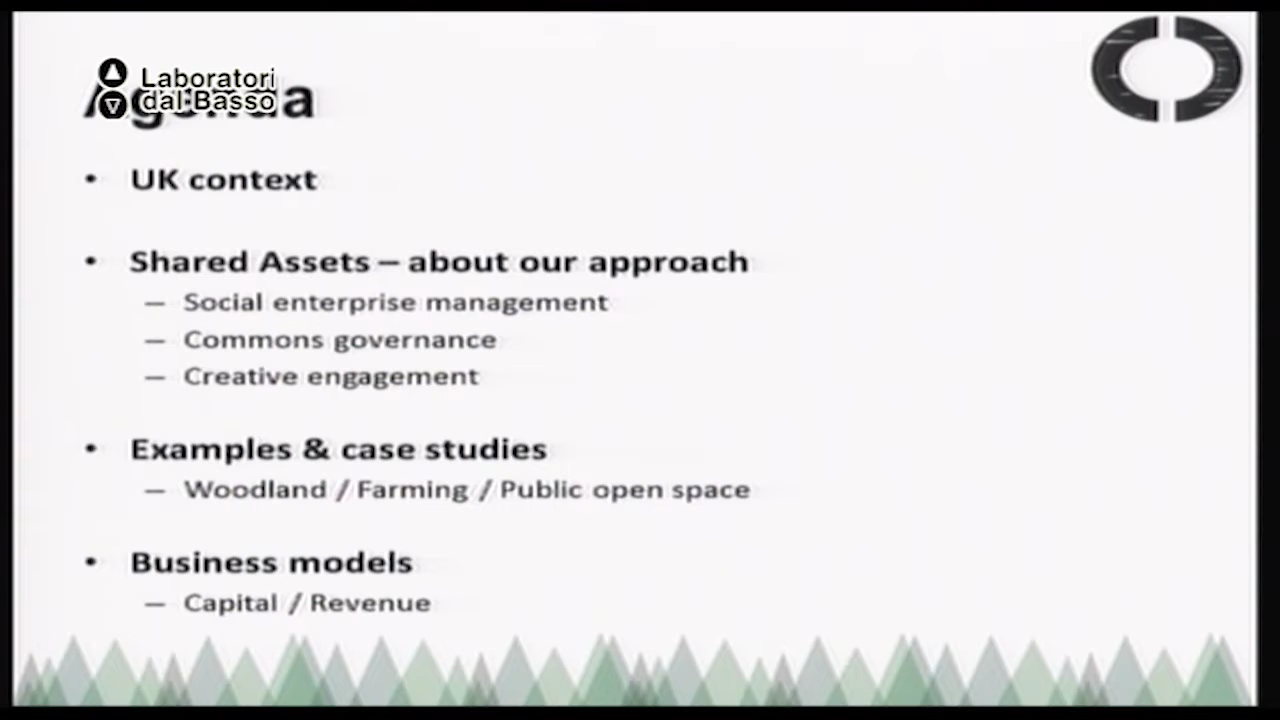 Laboratori
dal Basso
Agenda
• UK context
• Shared Assets – about our approach
– Social enterprise management
– Commons governance
– Creative engagement
• Examples & case studies
– Woodland / Farming / Public open space
• Business models
– Capital / Revenue